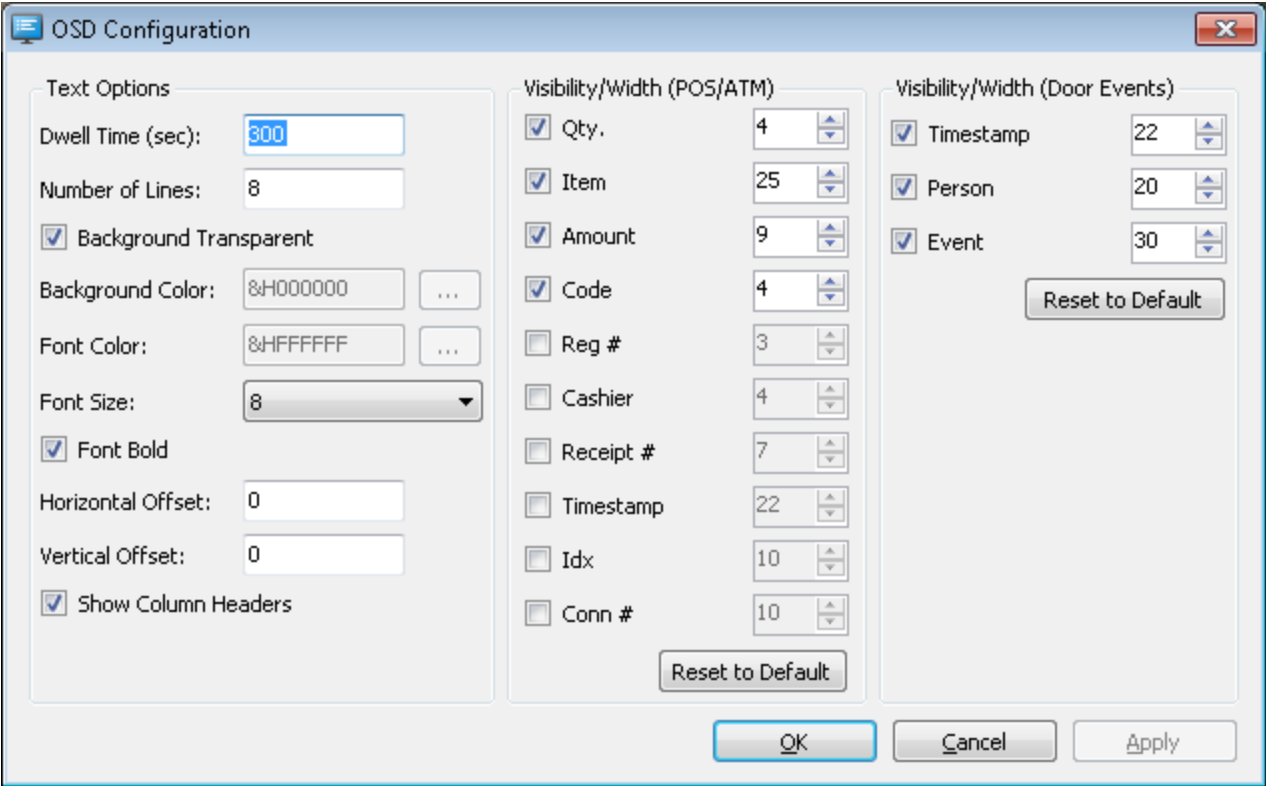 OSD Configuration
Text Options
Dwell Time (sec): 300
Number of Lines: 8
Background Transparent
Background Color: &H000000 ...
Font Color: &HFFFFFF ...
Font Size: 8
Font Bold
Horizontal Offset: 0
Vertical Offset: 0
Show Column Headers
Visibility/Width (POS/ATM)
Qty. 4
Item 25
Amount 9
Code 4
Reg # 3
Cashier 4
Receipt # 7
Timestamp 22
Idx 10
Conn # 10
Reset to Default
Visibility/Width (Door Events)
Timestamp 22
Person 20
Event 30
Reset to Default
OK Cancel Apply